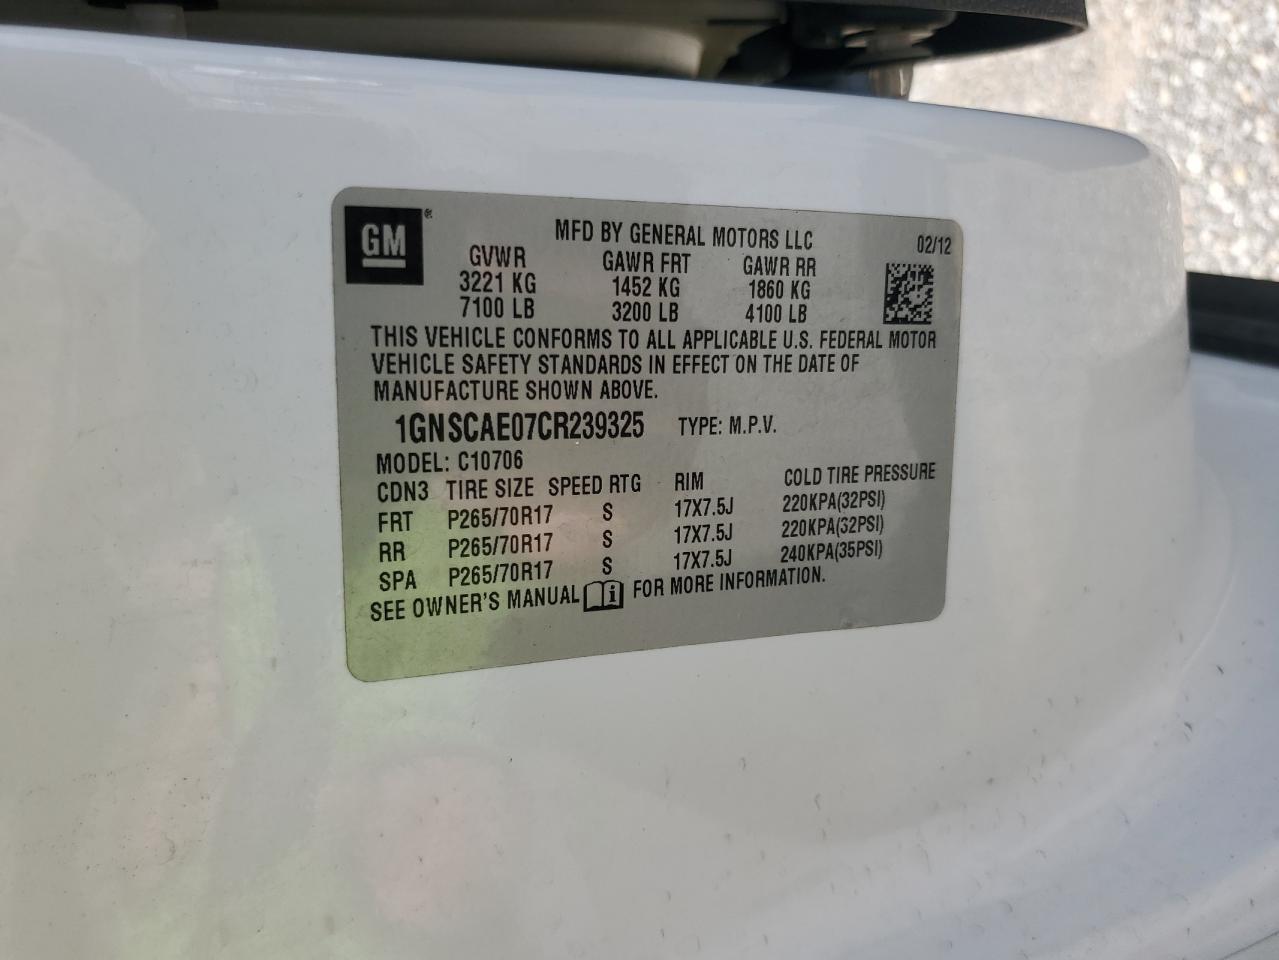 GM®
MFD BY GENERAL MOTORS LLC 02/12
GVWR GAWR FRT GAWR RR
3221 KG 1452 KG 1860 KG
7100 LB 3200 LB 4100 LB
THIS VEHICLE CONFORMS TO ALL APPLICABLE U.S. FEDERAL MOTOR
VEHICLE SAFETY STANDARDS IN EFFECT ON THE DATE OF
MANUFACTURE SHOWN ABOVE.
1GNSCAE07CR239325 TYPE: M.P.V.
MODEL: C10706
CDN3 TIRE SIZE SPEED RTG RIM COLD TIRE PRESSURE
FRT P265/70R17 S 17X7.5J 220KPA(32PSI)
RR P265/70R17 S 17X7.5J 220KPA(32PSI)
SPA P265/70R17 S 17X7.5J 240KPA(35PSI)
SEE OWNER'S MANUAL i FOR MORE INFORMATION.